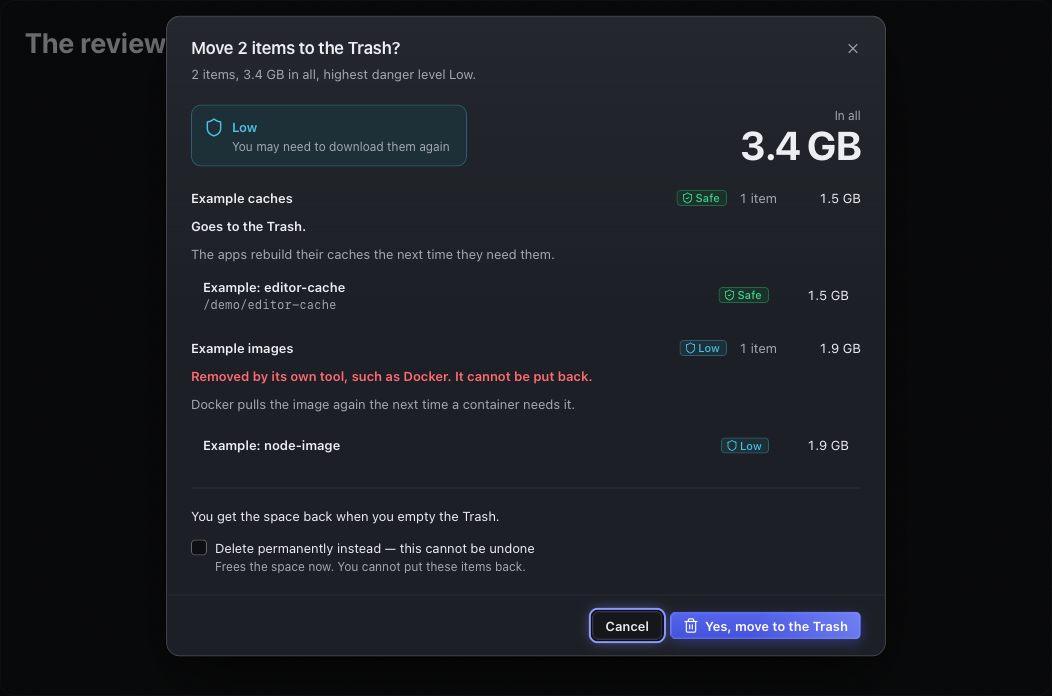 The review
Move 2 items to the Trash?
2 items, 3.4 GB in all, highest danger level Low.
Low
You may need to download them again
In all
3.4 GB
Example caches
Safe
1 item
1.5 GB
Goes to the Trash.
The apps rebuild their caches the next time they need them.
Example: editor-cache
/demo/editor-cache
Safe
1.5 GB
Example images
Low
1 item
1.9 GB
Removed by its own tool, such as Docker. It cannot be put back.
Docker pulls the image again the next time a container needs it.
Example: node-image
Low
1.9 GB
You get the space back when you empty the Trash.
Delete permanently instead — this cannot be undone
Frees the space now. You cannot put these items back.
Cancel
Yes, move to the Trash